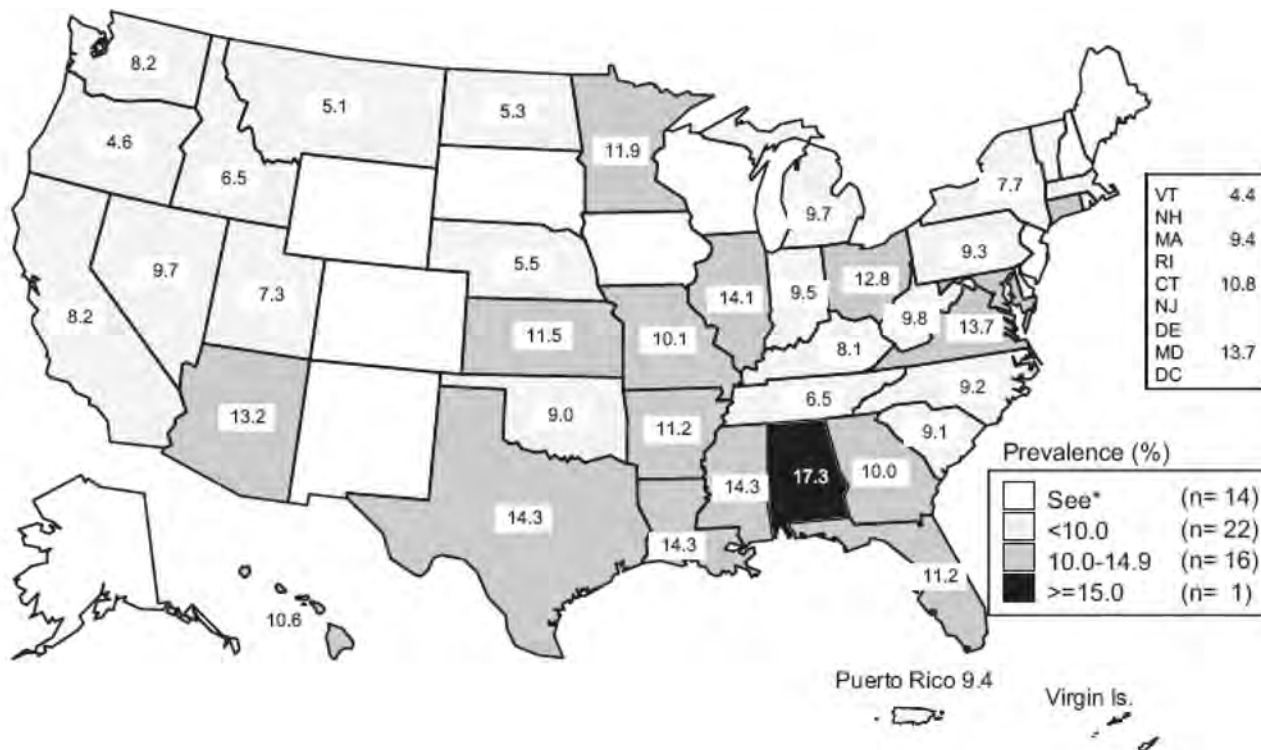 8.2
5.1
5.3
11.9
4.6
6.5
7.7
9.7
9.3
9.7
7.3
5.5
8.2
14.1
9.5
12.8
9.8
13.7
11.5
10.1
8.1
13.2
9.0
11.2
6.5
9.2
9.1
14.3
14.3
17.3
10.0
14.3
11.2
10.6
VT 4.4
NH
MA 9.4
RI
CT 10.8
NJ
DE
MD 13.7
DC
Prevalence (%)
See* (n= 14)
<10.0 (n= 22)
10.0-14.9 (n= 16)
>=15.0 (n= 1)
Puerto Rico 9.4
Virgin Is.